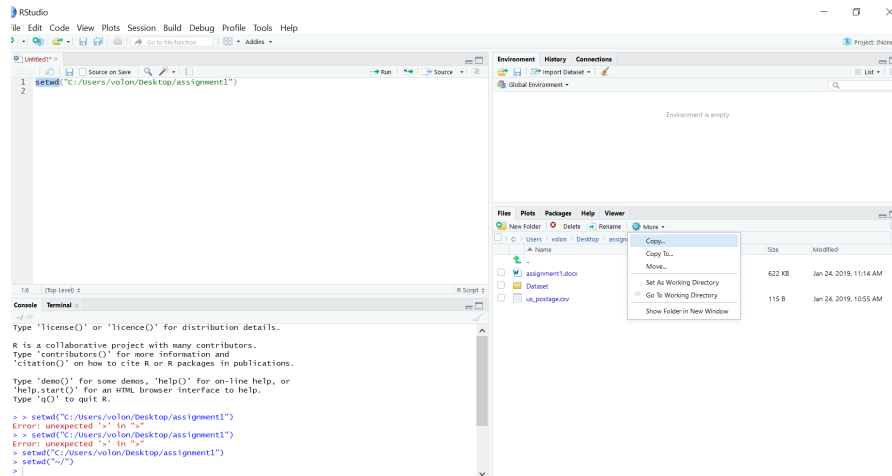 RStudio
File Edit Code View Plots Session Build Debug Profile Tools Help
Go to file/function Addins Project: (None
Untitled1*
Source on Save Run Source
1 setwd("C:/Users/volon/Desktop/assignment1")
2
1:6 (Top Level) R Script
Console Terminal
~/
Type 'license()' or 'licence()' for distribution details.
R is a collaborative project with many contributors.
Type 'contributors()' for more information and
'citation()' on how to cite R or R packages in publications.
Type 'demo()' for some demos, 'help()' for on-line help, or
'help.start()' for an HTML browser interface to help.
Type 'q()' to quit R.
> > setwd("C:/Users/volon/Desktop/assignment1")
Error: unexpected '>' in ">"
> > setwd("C:/Users/volon/Desktop/assignment1")
Error: unexpected '>' in ">"
> setwd("C:/Users/volon/Desktop/assignment1")
> setwd("~/")
>
Environment History Connections
Import Dataset List
Global Environment
Environment is empty
Files Plots Packages Help Viewer
New Folder Delete Rename More
C: Users volon Desktop assign
Name Size Modified
..
assignment1.docx 622 KB Jan 24, 2019, 11:14 AM
Dataset
us_postage.csv 115 B Jan 24, 2019, 10:55 AM
Copy...
Copy To...
Move...
Set As Working Directory
Go To Working Directory
Show Folder in New Window